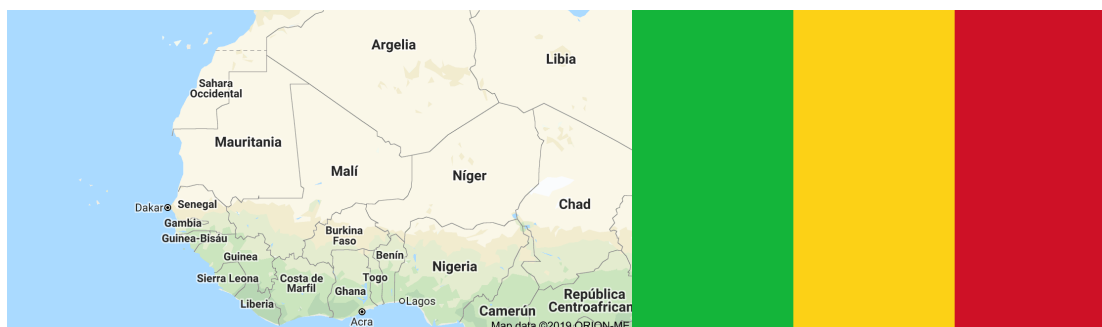 Argelia
Libia
Sahara
Occidental
Mauritania
Malí
Níger
Chad
Dakar
Senegal
Gambia
Guinea-Bisáu
Burkina
Faso
Benín
Guinea
Nigeria
Sierra Leona
Costa de
Marfil
Togo
Ghana
Liberia
Lagos
República
Centroafrican
Camerún
Acra
Map data ©2019 ORION-ME